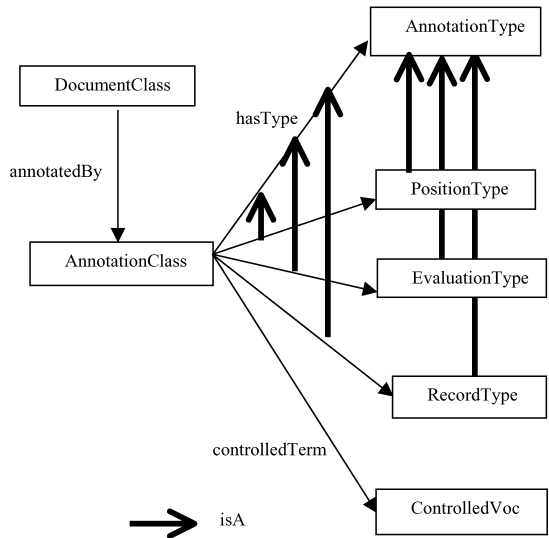 AnnotationType
DocumentClass
hasType
annotatedBy
PositionType
AnnotationClass
EvaluationType
RecordType
controlledTerm
ControlledVoc
isA